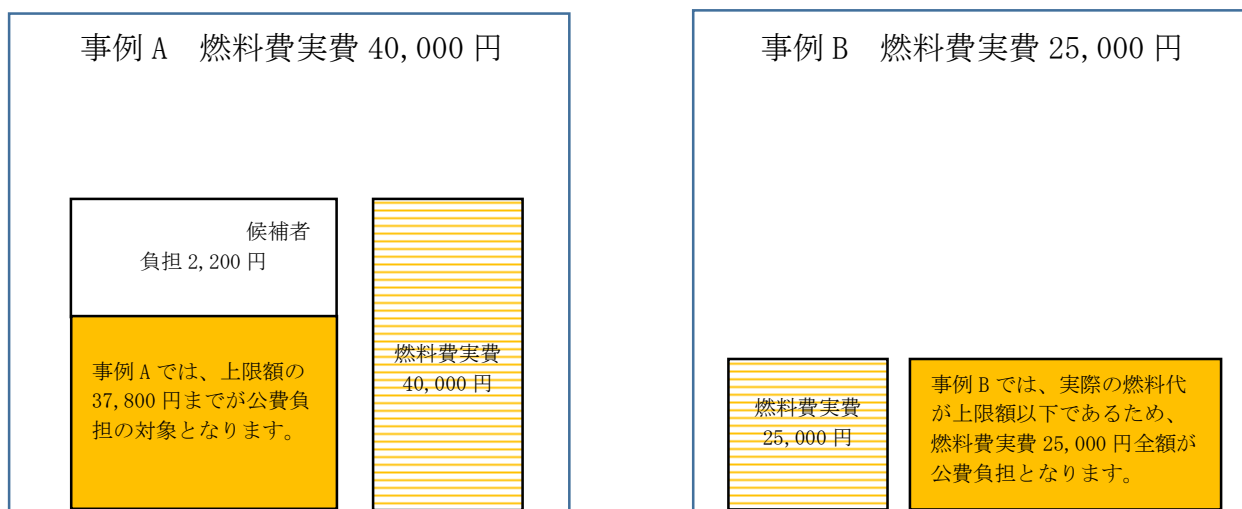 事例 A　燃料費実費 40,000 円
候補者
負担 2,200 円
事例 A では、上限額の
37,800 円までが公費負
担の対象となります。
燃料費実費
40,000 円
事例 B　燃料費実費 25,000 円
燃料費実費
25,000 円
事例 B では、実際の燃料代
が上限額以下であるため、
燃料費実費 25,000 円全額が
公費負担となります。